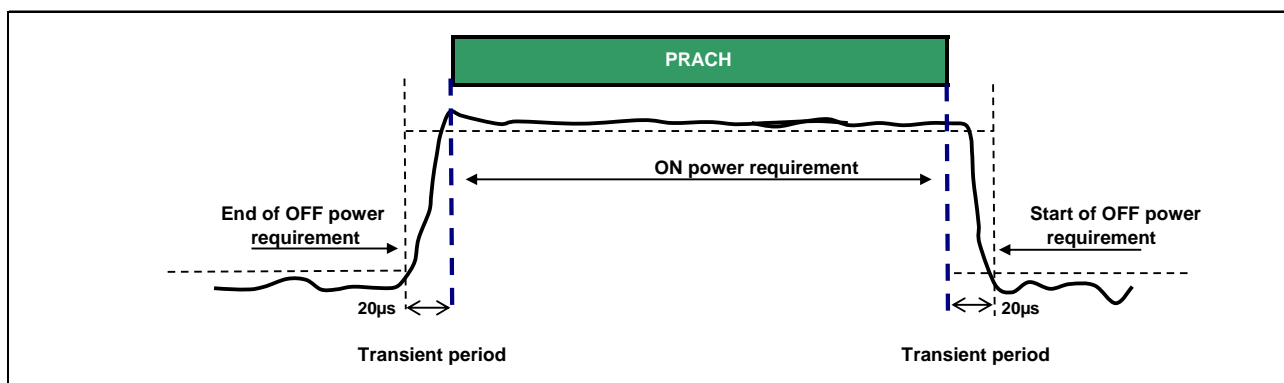 PRACH
ON power requirement
End of OFF power
requirement
Start of OFF power
requirement
20µs
20µs
Transient period
Transient period